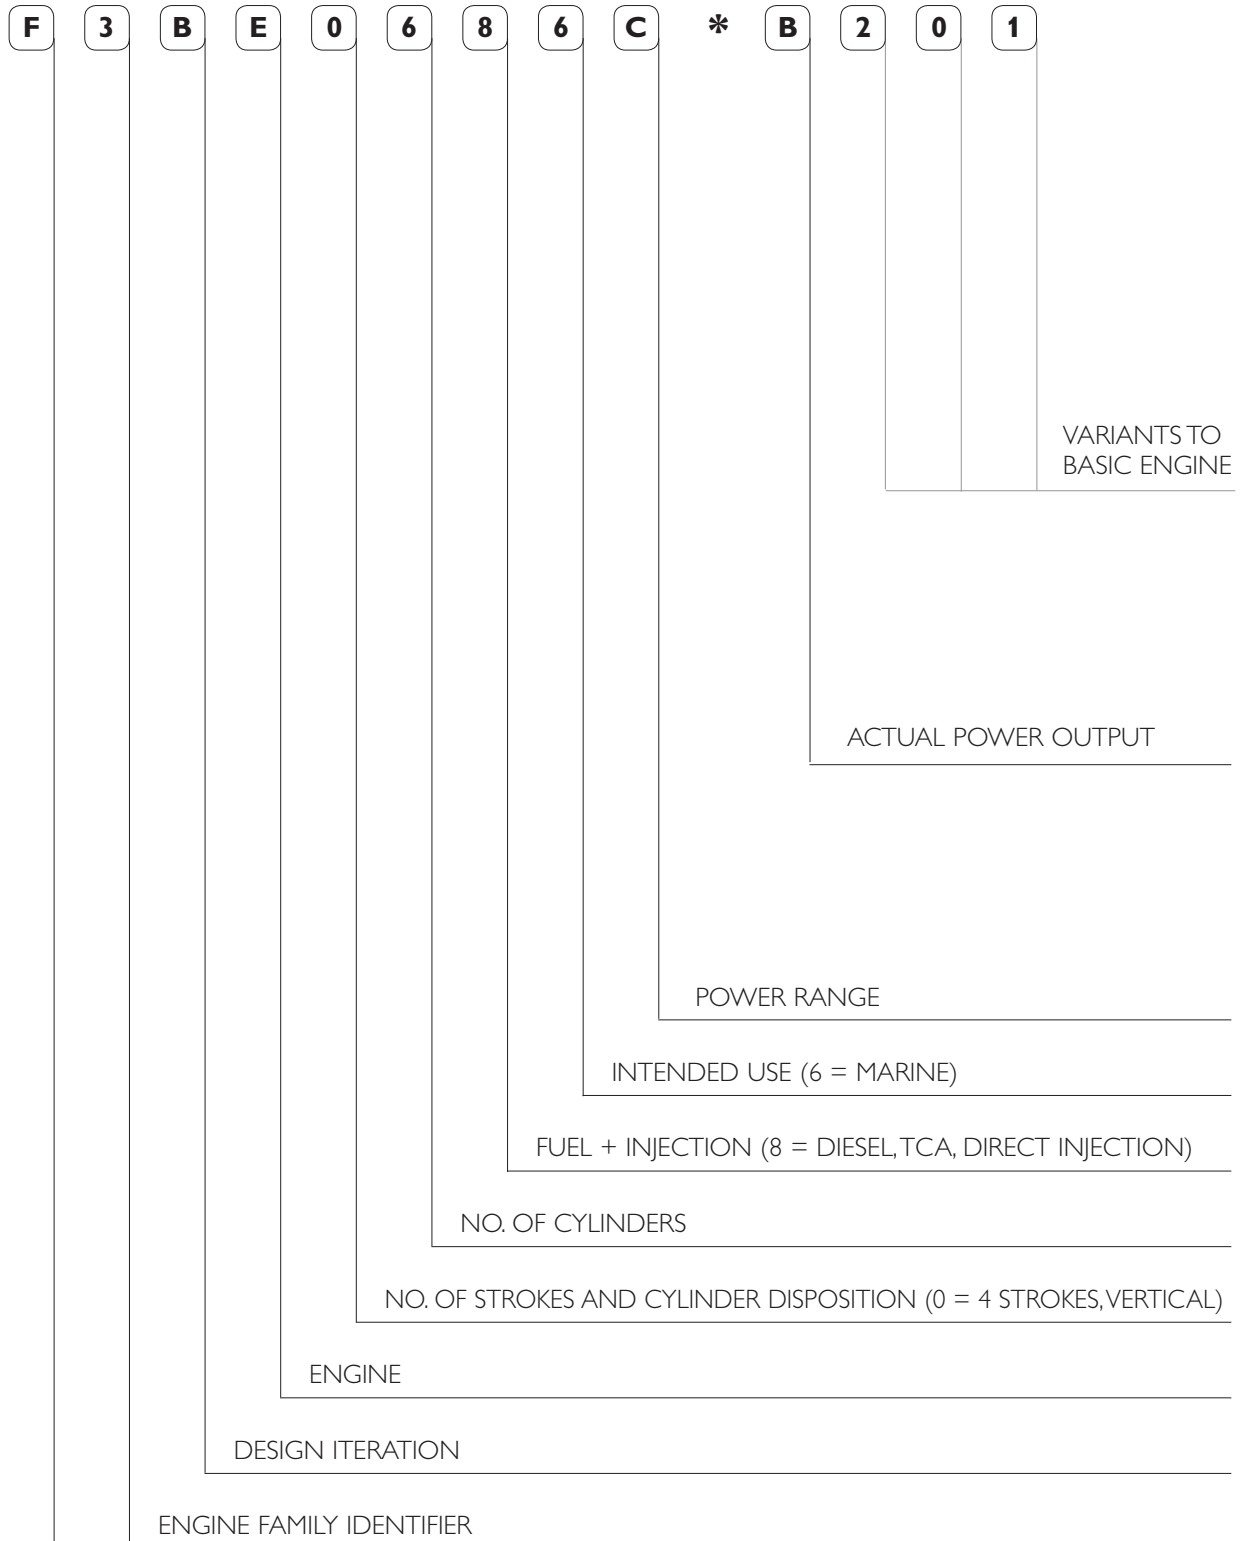 F 3 B E 0 6 8 6 C * B 2 0 1
VARIANTS TO
BASIC ENGINE
ACTUAL POWER OUTPUT
POWER RANGE
INTENDED USE (6 = MARINE)
FUEL + INJECTION (8 = DIESEL, TCA, DIRECT INJECTION)
NO. OF CYLINDERS
NO. OF STROKES AND CYLINDER DISPOSITION (0 = 4 STROKES, VERTICAL)
ENGINE
DESIGN ITERATION
ENGINE FAMILY IDENTIFIER